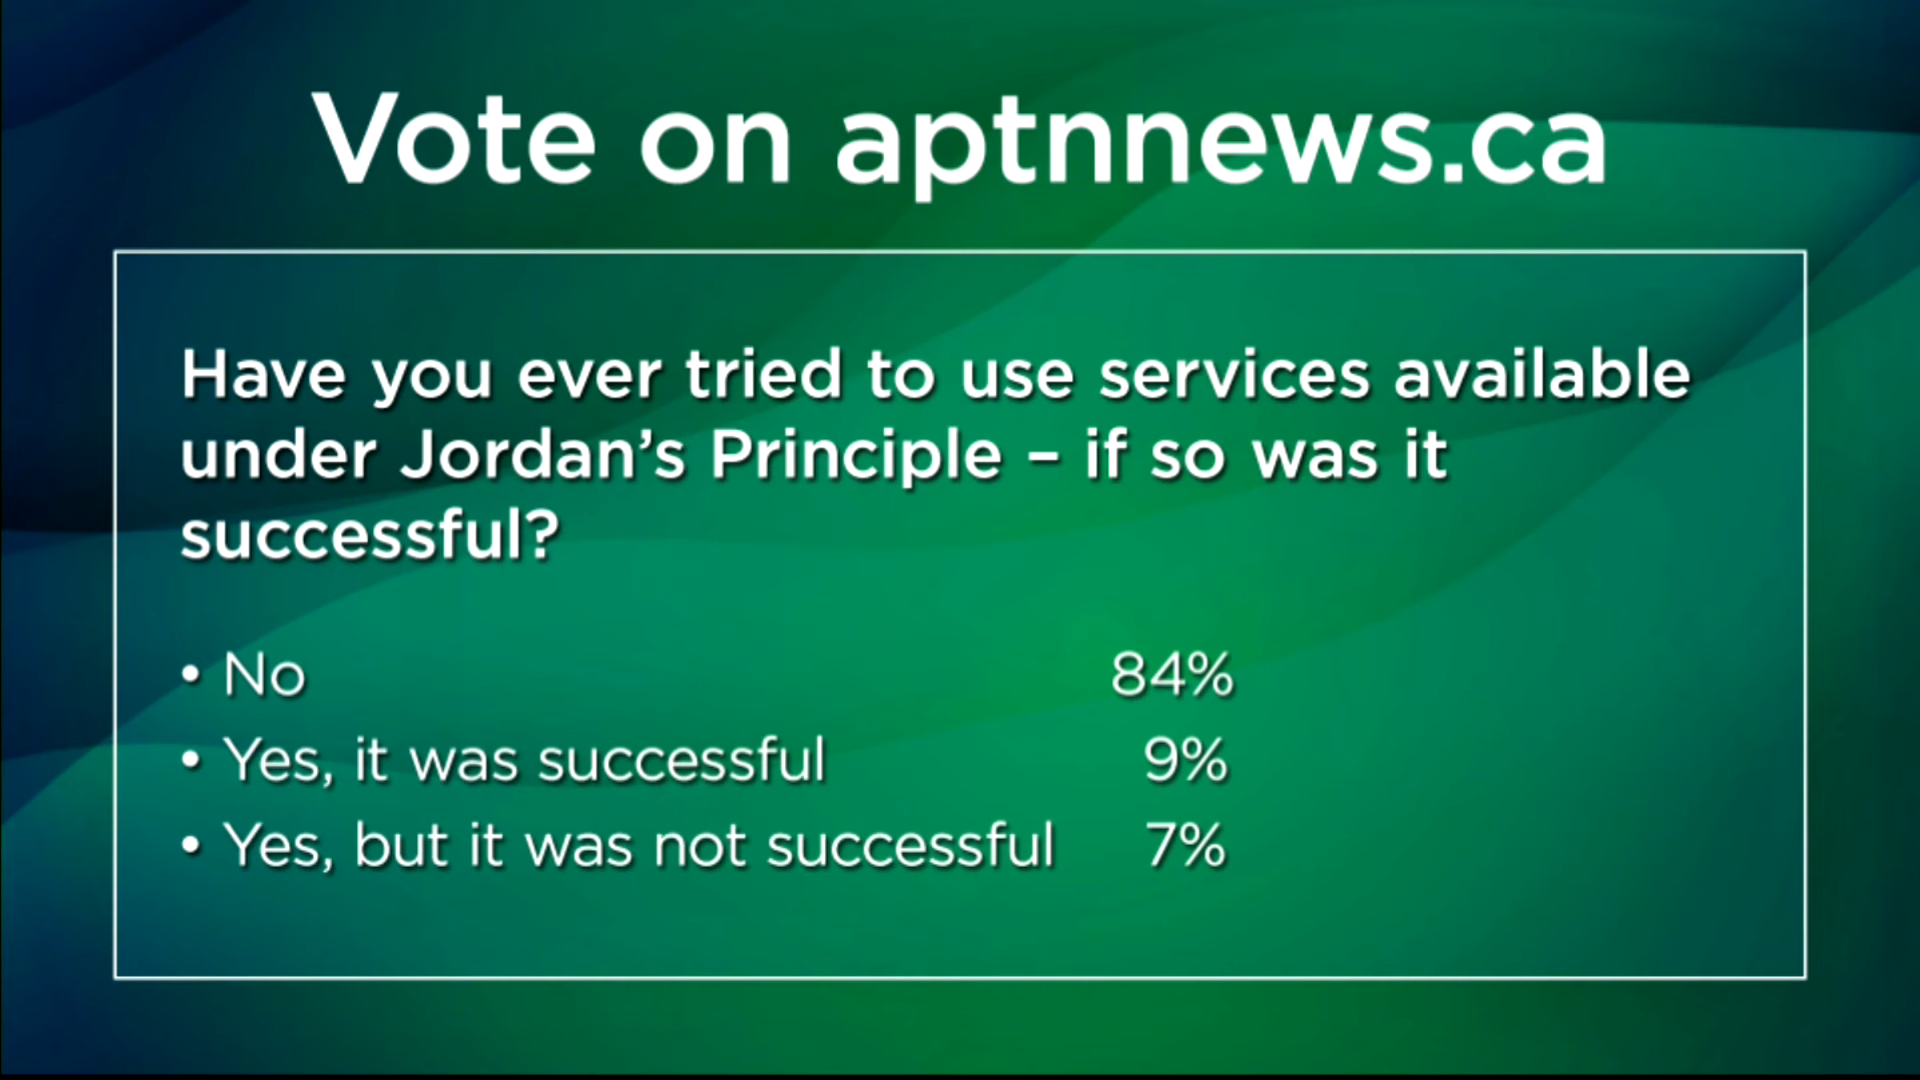 Vote on aptnnews.ca
Have you ever tried to use services available
under Jordan’s Principle – if so was it
successful?
• No 84%
• Yes, it was successful 9%
• Yes, but it was not successful 7%